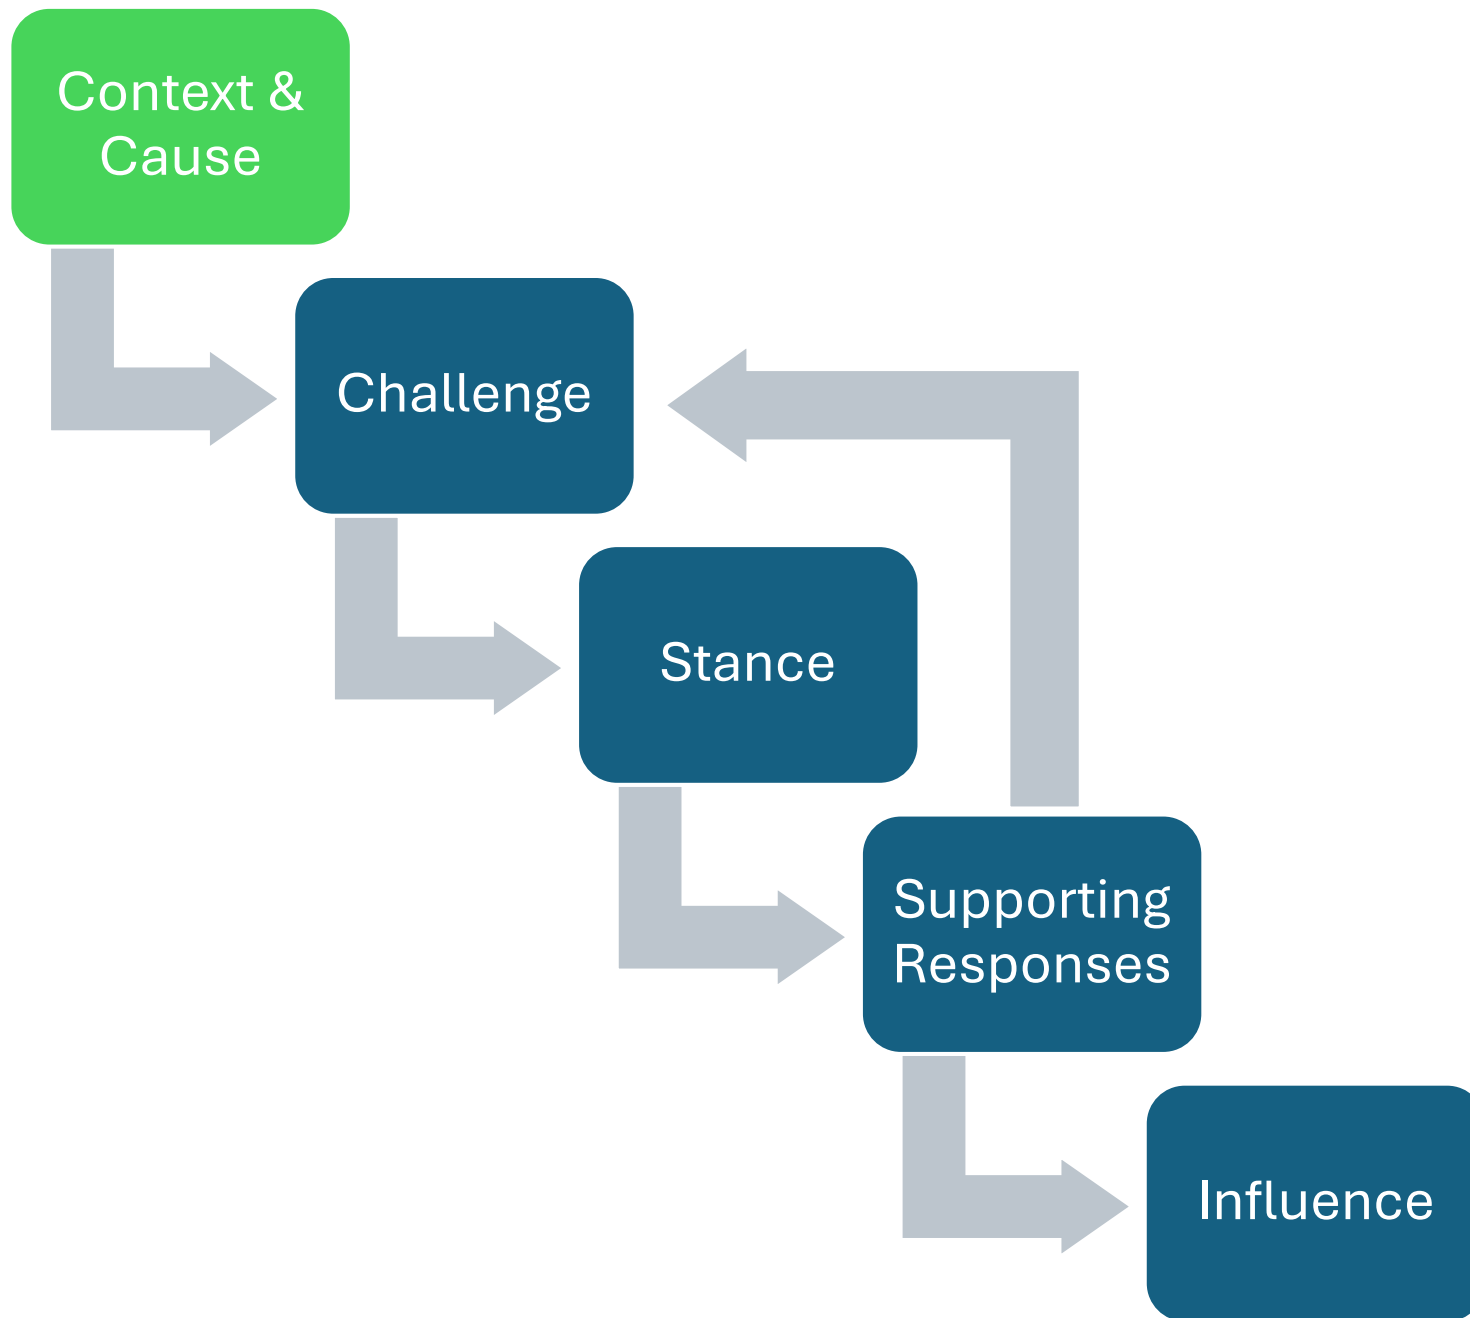 Context &
Cause
Challenge
Stance
Supporting
Responses
Influence